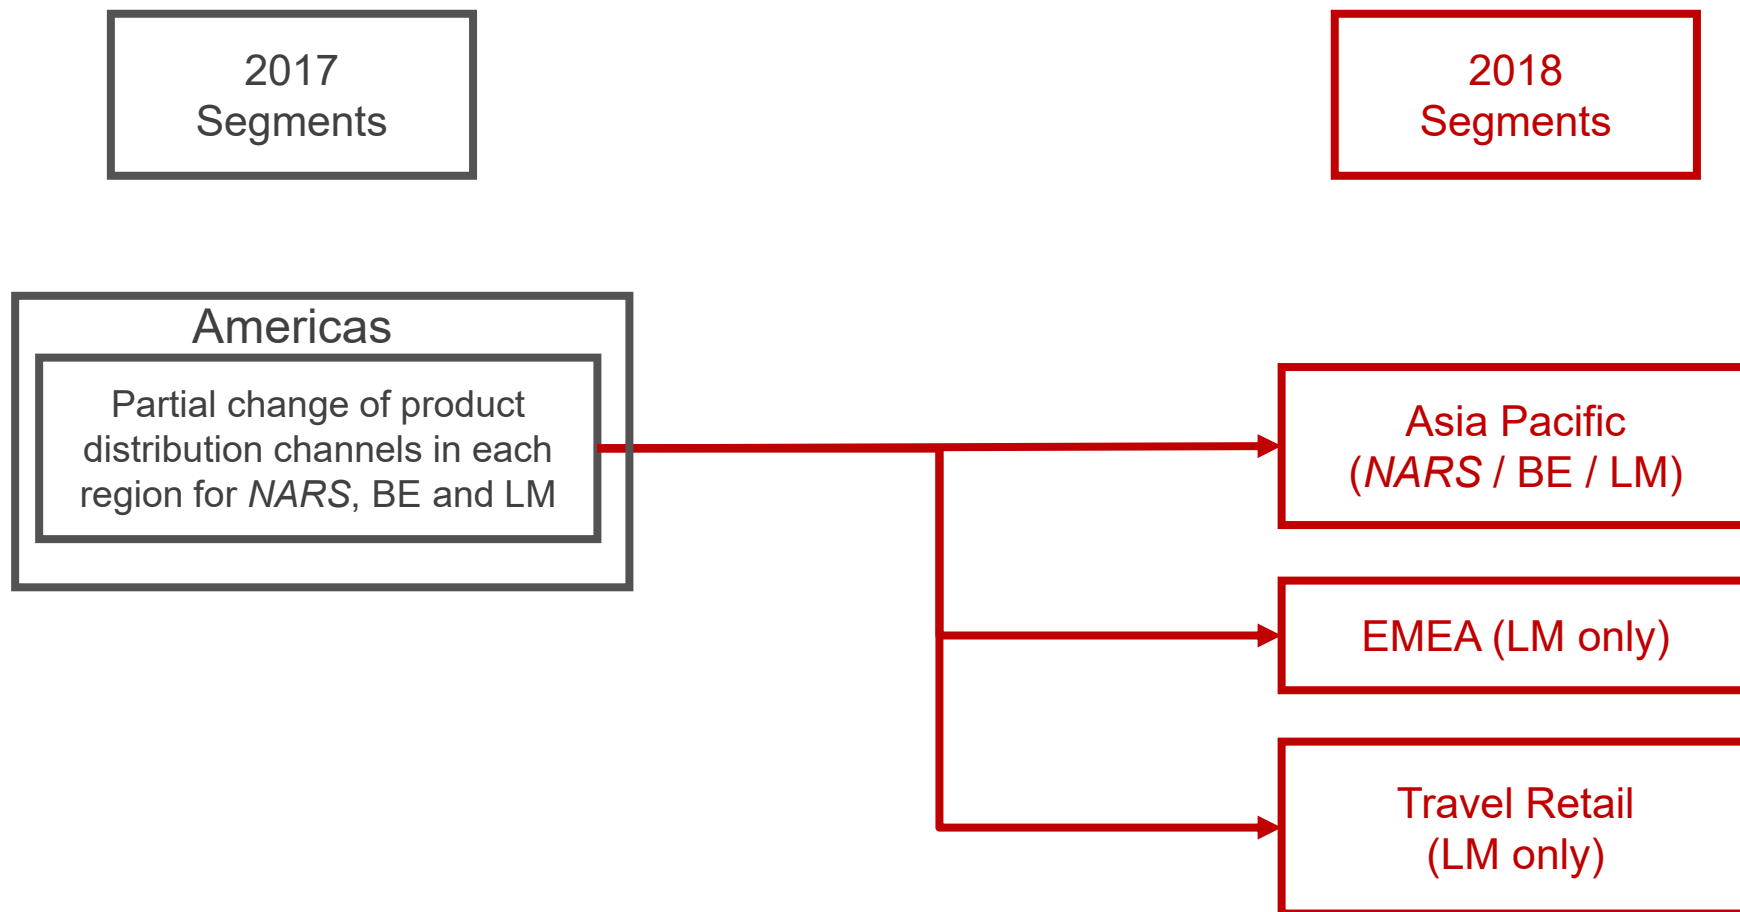 2017
Segments
2018
Segments
Americas
Partial change of product
distribution channels in each
region for NARS, BE and LM
Asia Pacific
(NARS / BE / LM)
EMEA (LM only)
Travel Retail
(LM only)